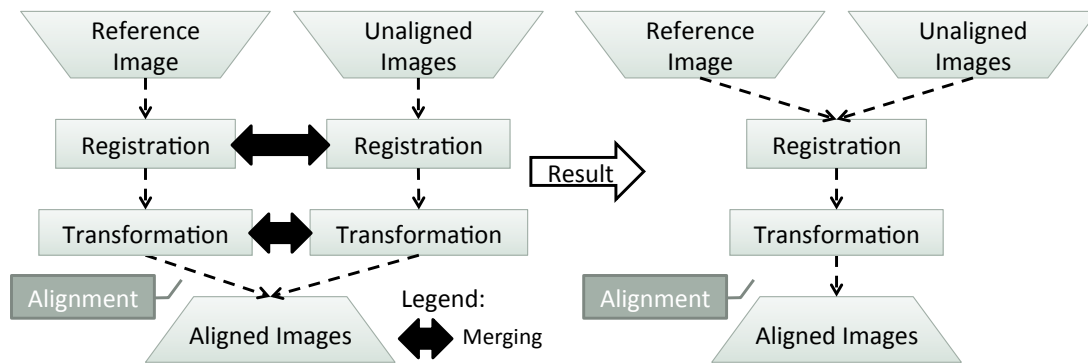 Reference
Image
Unaligned
Images
Registration
Registration
Transformation
Transformation
Alignment
Aligned Images
Legend:
Merging
Result
Reference
Image
Unaligned
Images
Registration
Transformation
Alignment
Aligned Images